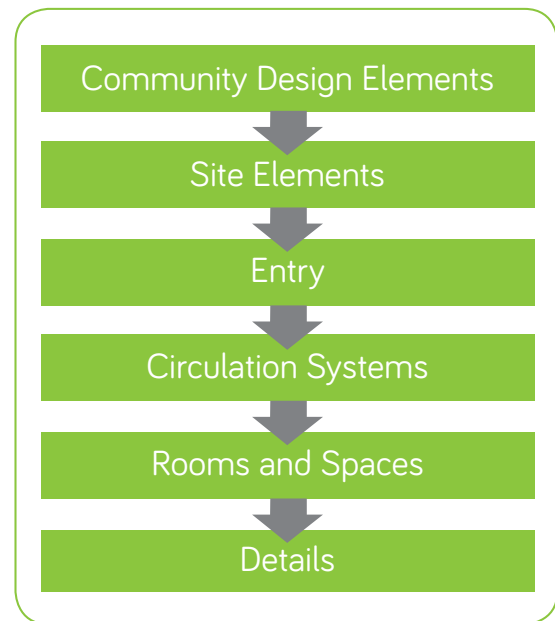 Community Design Elements
Site Elements
Entry
Circulation Systems
Rooms and Spaces
Details